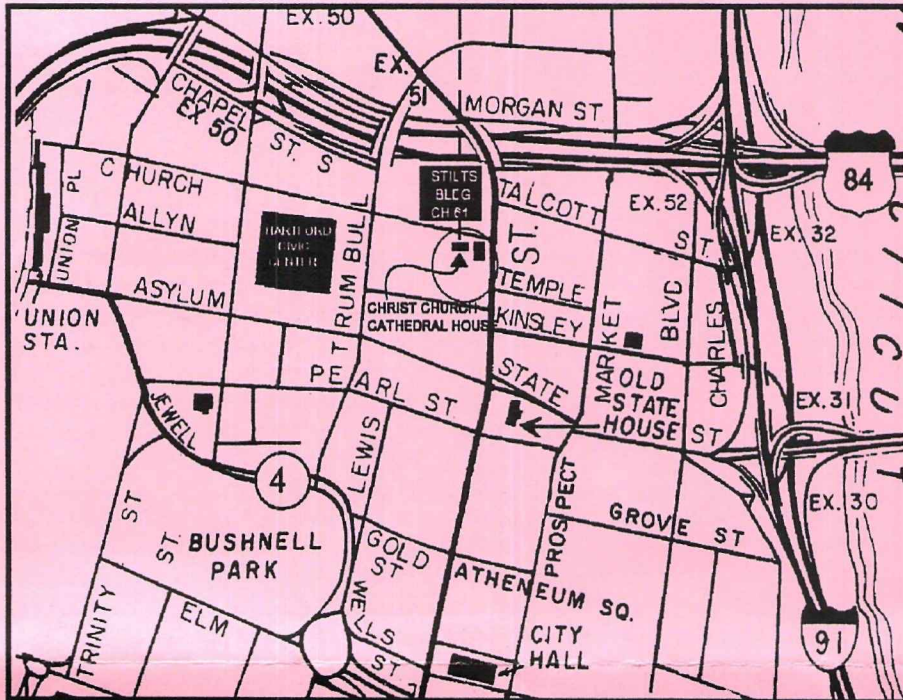 EX. 50
EX.
51
MORGAN ST.
CHAPEL
EX 50
ST. S
84
CHURCH
ALLYN
UNION PL
HARTFORD
CIVIC
CENTER
TRUMBULL
STILTS
BLDG
CH 61
TALCOTT
ST.
EX. 52
EX. 32
ST.
TEMPLE
KINSLEY
CHRIST CHURCH
CATHEDRAL HOUSE
ASYLUM
UNION
STA.
MARKET
BLVD
CHARLES
PEARL ST.
STATE
ST
OLD
STATE
HOUSE
EX. 31
JEWELL
ST.
LEWIS
4
EX. 30
PROSPECT
GROVE ST
BUSHNELL
PARK
GOLD
ST
ATHENEUM SQ.
TRINITY
ST
ELM
WELLS
ST.
CITY
HALL
91
T I C U T